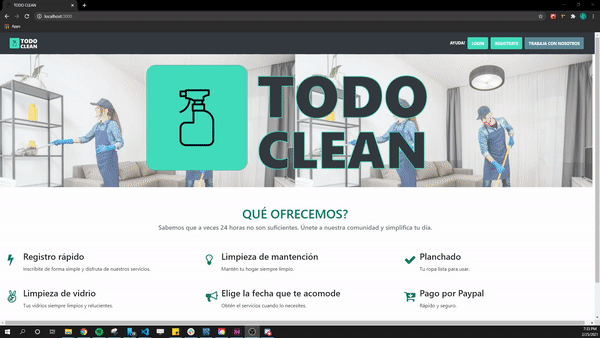 TODO CLEAN
localhost:3000
Apps
TODO
CLEAN
AYUDA! LOGIN REGISTRATE TRABAJA CON NOSOTROS
TODO
CLEAN
QUÉ OFRECEMOS?
Sabemos que a veces 24 horas no son suficientes. Únete a nuestra comunidad y simplifica tu día.
Registro rápido
Inscribite de forma simple y disfruta de nuestros servicios.
Limpieza de mantención
Mantén tu hogar siempre limpio.
Planchado
Tu ropa lista para usar.
Limpieza de vidrio
Tus vidrios siempre limpios y relucientes.
Elige la fecha que te acomode
Obtén el servicios cuando lo necesites.
Pago por Paypal
Rápido y seguro.
7:15 PM
2/25/2021